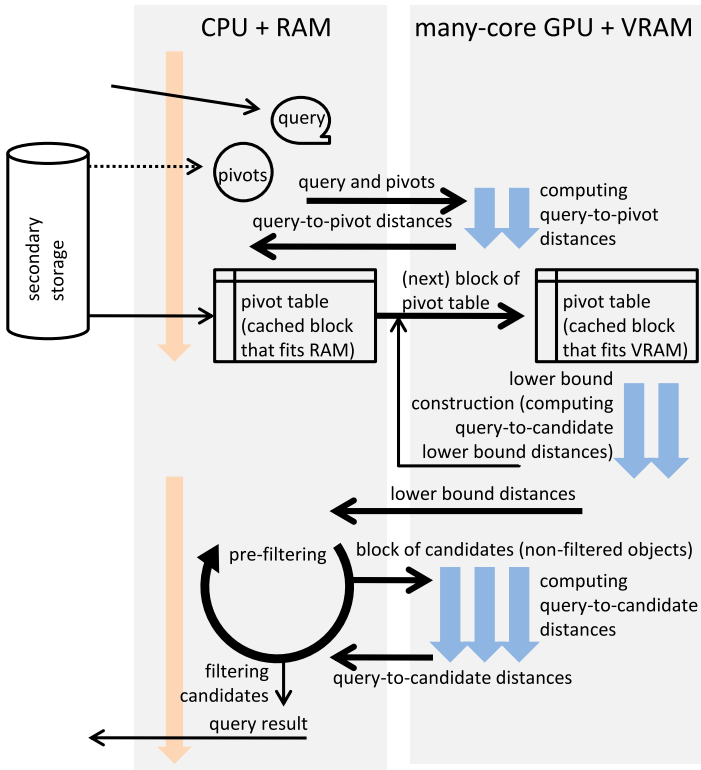 CPU + RAM
many-core GPU + VRAM
query
pivots
secondary
storage
query and pivots
computing
query-to-pivot
distances
query-to-pivot distances
(next) block of
pivot table
pivot table
(cached block
that fits RAM)
pivot table
(cached block
that fits VRAM)
lower bound
construction (computing
query-to-candidate
lower bound distances)
lower bound distances
pre-filtering
block of candidates (non-filtered objects)
computing
query-to-candidate
distances
filtering
candidates
query-to-candidate distances
query result